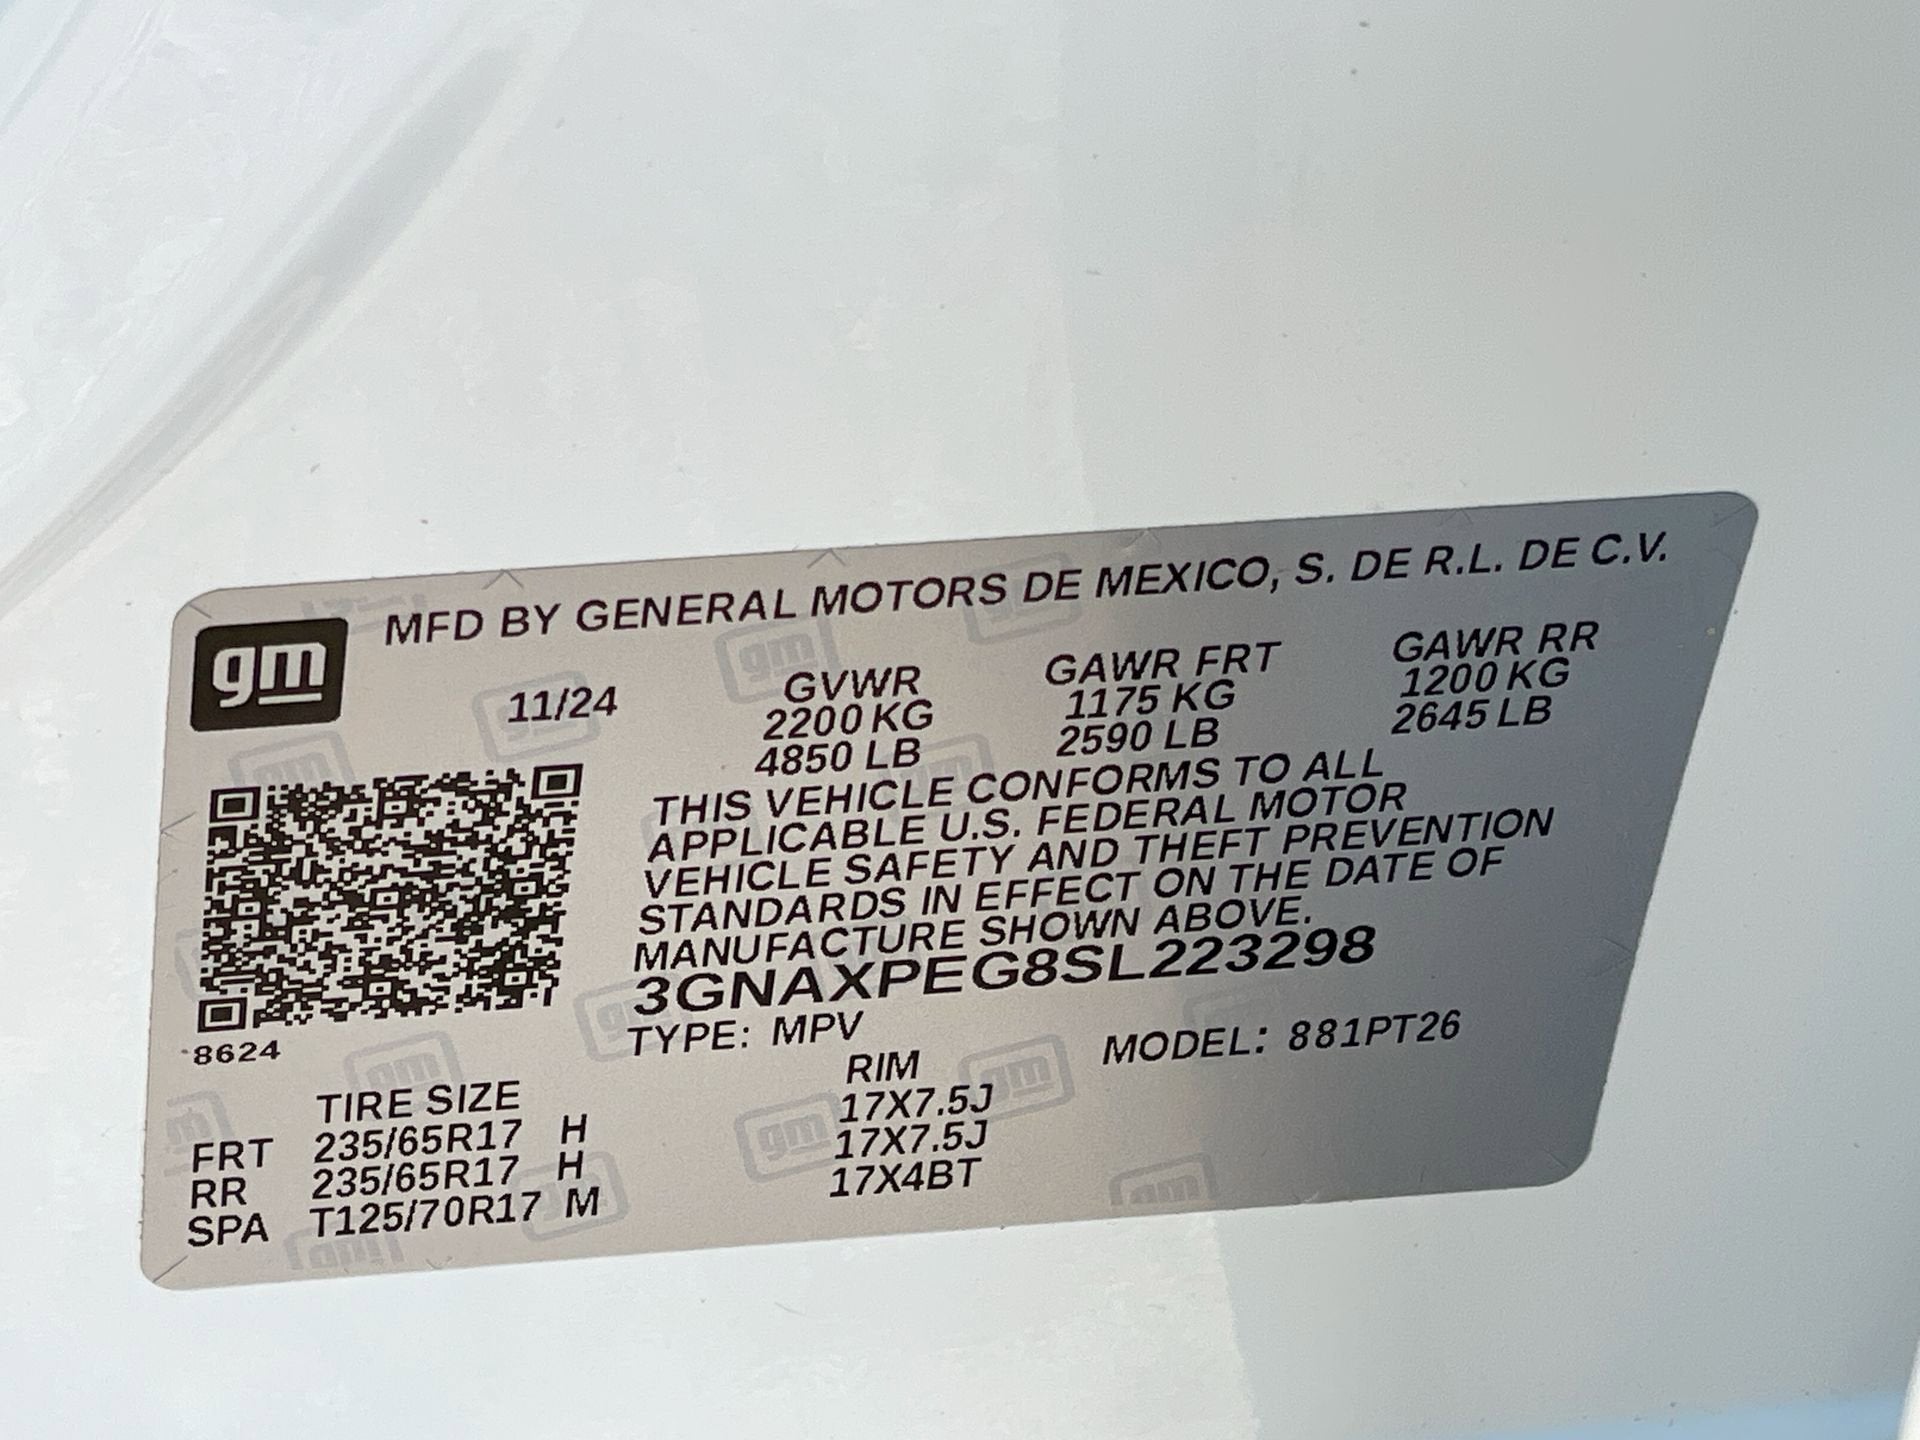 gm
MFD BY GENERAL MOTORS DE MEXICO, S. DE R.L. DE C.V.
11/24 GVWR GAWR FRT GAWR RR
2200 KG 1175 KG 1200 KG
4850 LB 2590 LB 2645 LB
THIS VEHICLE CONFORMS TO ALL
APPLICABLE U.S. FEDERAL MOTOR
VEHICLE SAFETY AND THEFT PREVENTION
STANDARDS IN EFFECT ON THE DATE OF
MANUFACTURE SHOWN ABOVE.
3GNAXPEG8SL223298
8624
TYPE: MPV MODEL: 881PT26
TIRE SIZE RIM
FRT 235/65R17 H 17X7.5J
RR 235/65R17 H 17X7.5J
SPA T125/70R17 M 17X4BT